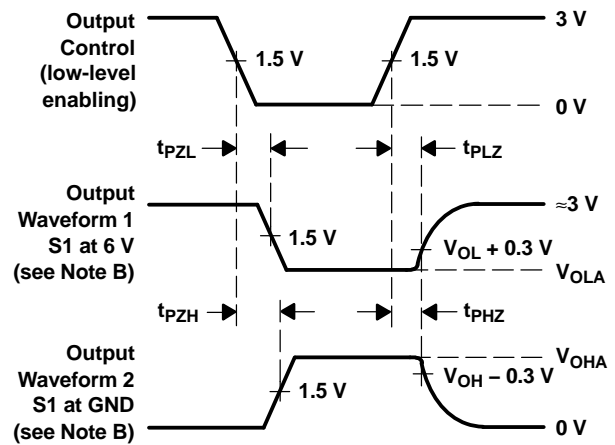 Output
Control
(low-level
enabling)
1.5 V
1.5 V
3 V
0 V
tPZL
tPLZ
Output
Waveform 1
S1 at 6 V
(see Note B)
1.5 V
≈3 V
VOL + 0.3 V
VOLA
tPZH
tPHZ
Output
Waveform 2
S1 at GND
(see Note B)
1.5 V
VOHA
VOH – 0.3 V
0 V